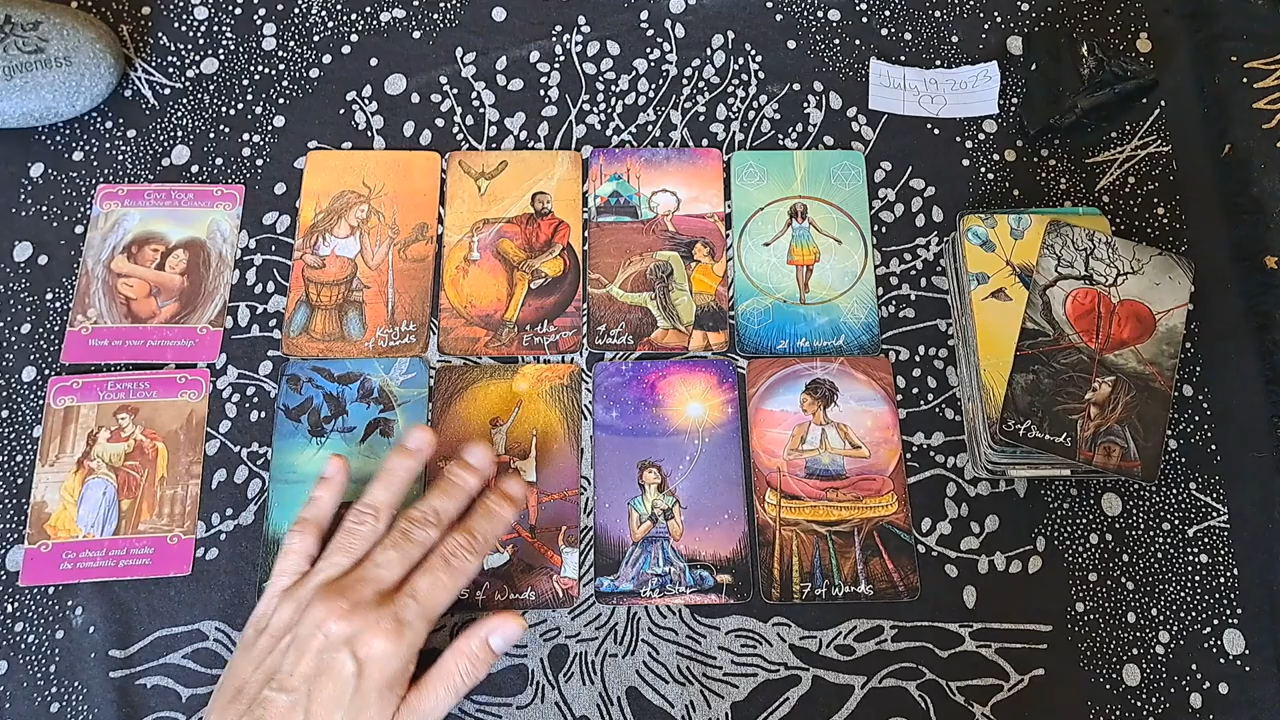 giveness
July 19, 2023
GIVE YOUR
RELATIONSHIP A CHANCE
Work on your partnership."
EXPRESS
YOUR LOVE
Go ahead and make
the romantic gesture.
Knight
of Wands
4. the
Emperor
4 of
Wands
21. the World
5 of Wands
the Star
7 of Wands
3 of Swords